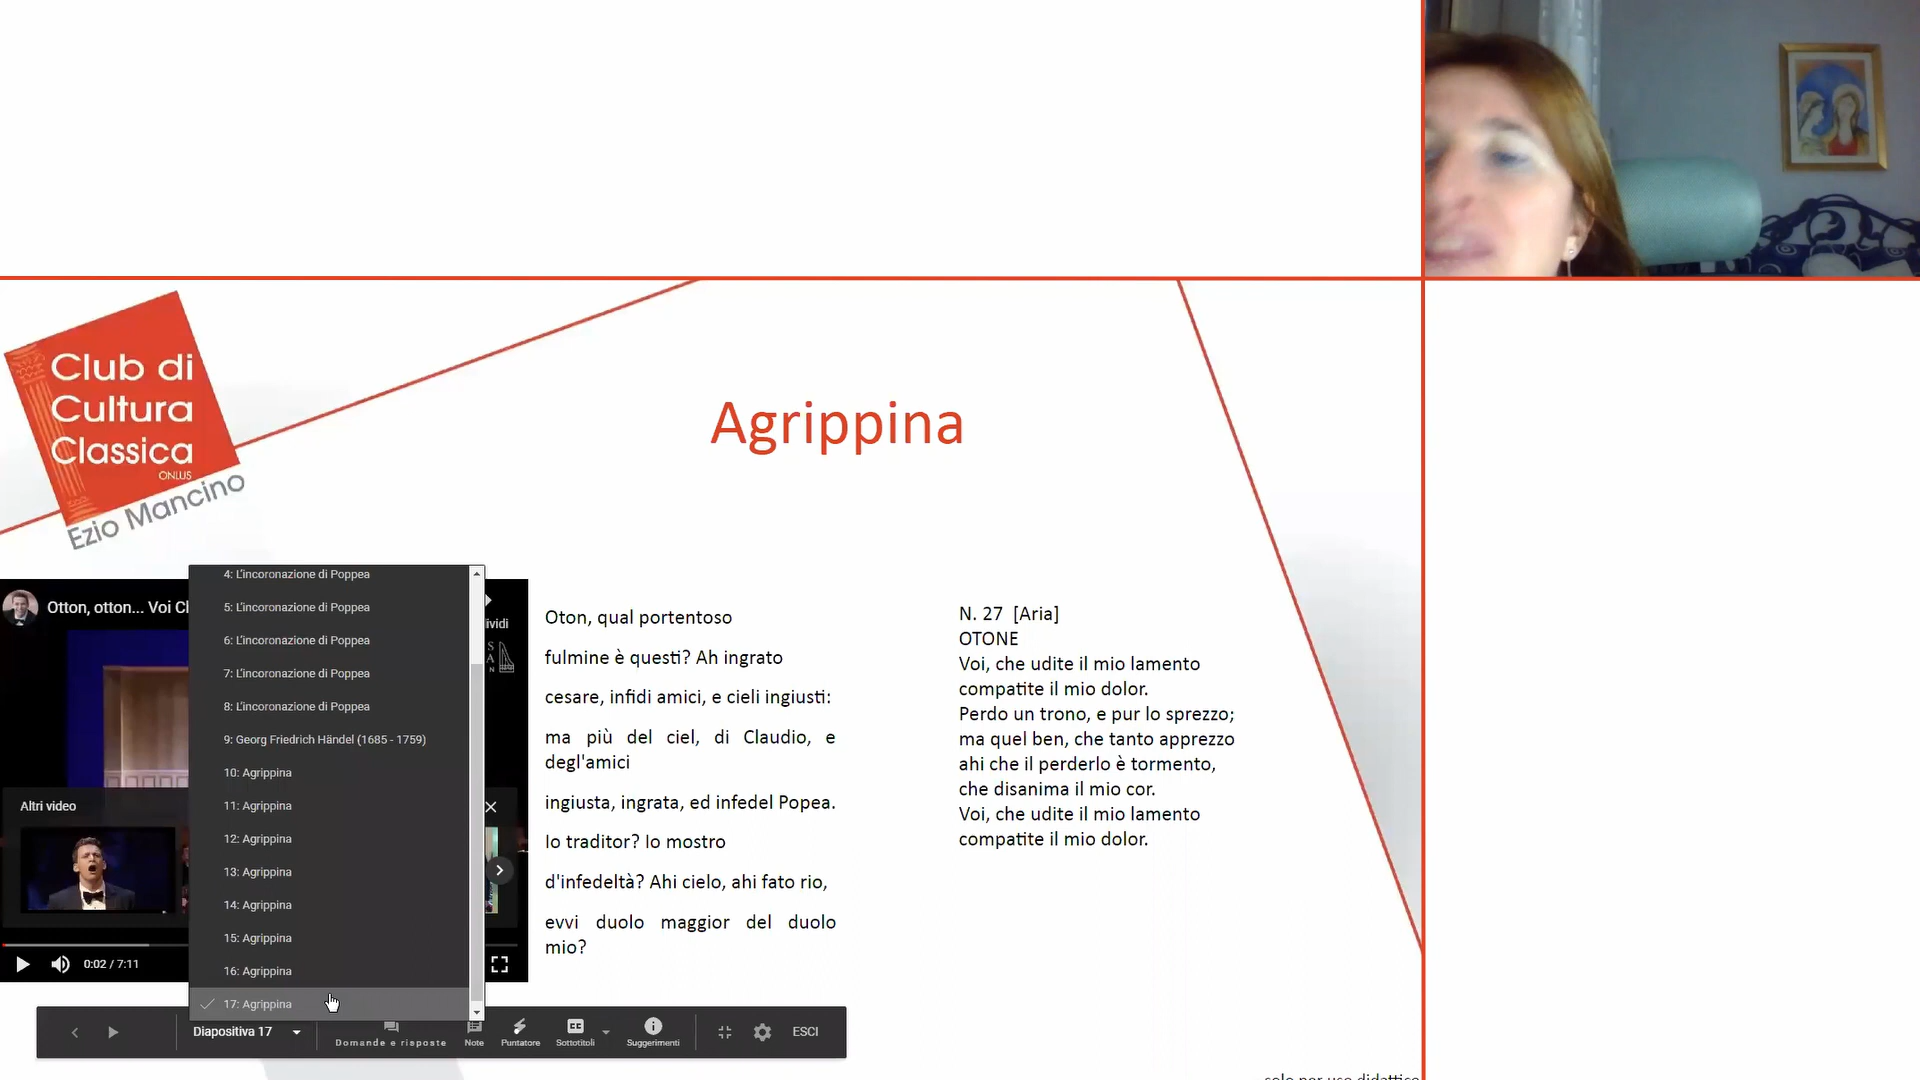 Club di
Cultura
Classica
ONLUS
Ezio Mancino
Agrippina
Otton, otton... Voi Cl
ividi
Altri video
0:02 / 7:11
4: L'incoronazione di Poppea
5: L'incoronazione di Poppea
6: L'incoronazione di Poppea
7: L'incoronazione di Poppea
8: L'incoronazione di Poppea
9: Georg Friedrich Händel (1685 - 1759)
10: Agrippina
11: Agrippina
12: Agrippina
13: Agrippina
14: Agrippina
15: Agrippina
16: Agrippina
17: Agrippina
Oton, qual portentoso
fulmine è questi? Ah ingrato
cesare, infidi amici, e cieli ingiusti:
ma più del ciel, di Claudio, e
degl'amici
ingiusta, ingrata, ed infedel Popea.
Io traditor? Io mostro
d'infedeltà? Ahi cielo, ahi fato rio,
evvi duolo maggior del duolo
mio?
N. 27 [Aria]
OTONE
Voi, che udite il mio lamento
compatite il mio dolor.
Perdo un trono, e pur lo sprezzo;
ma quel ben, che tanto apprezzo
ahi che il perderlo è tormento,
che disanima il mio cor.
Voi, che udite il mio lamento
compatite il mio dolor.
Diapositiva 17
Domande e risposte
Note
Puntatore
CC
Sottotitoli
Suggerimenti
ESCI
solo per uso didattico